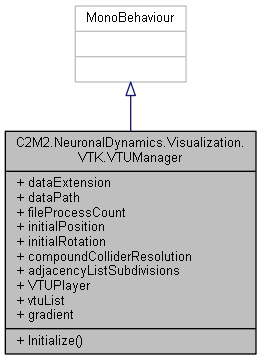 MonoBehaviour
C2M2.NeuronalDynamics.Visualization.
VTK.VTUManager
+ dataExtension
+ dataPath
+ fileProcessCount
+ initialPosition
+ initialRotation
+ compoundColliderResolution
+ adjacencyListSubdivisions
+ VTUPlayer
+ vtuList
+ gradient
+ Initialize()